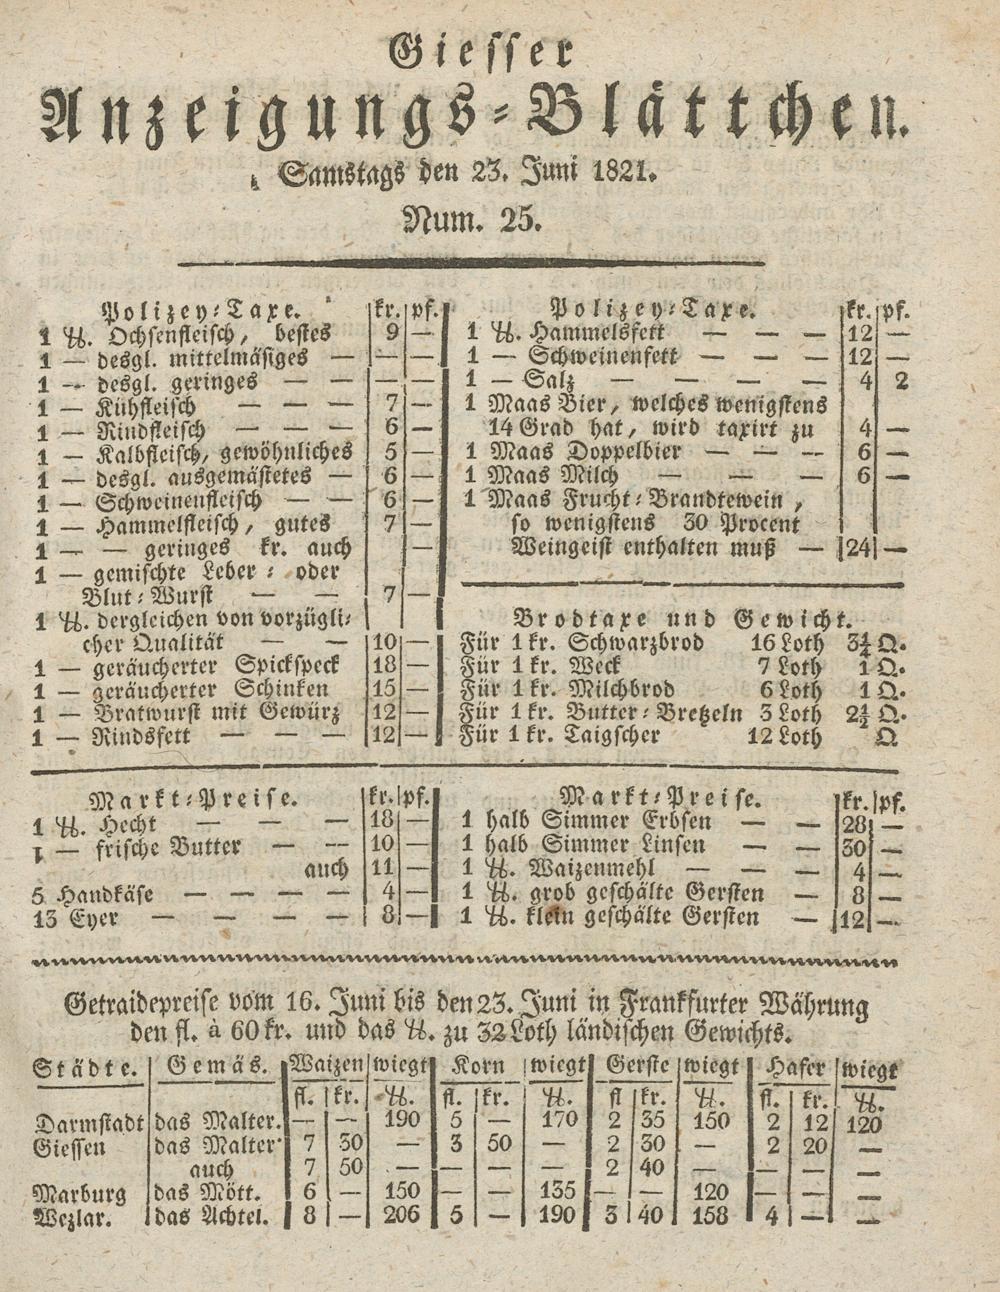 Giesser
Anzeigungs-Blättchen.
Samstags den 23. Juni 1821.
Num. 25.
Polizey-Taxe. kr. pf.
1 ℔. Ochsenfleisch, bestes 9 —
1 — desgl. mittelmäsiges — — —
1 — desgl. geringes — — — —
1 — Kühfleisch — — — 7 —
1 — Rindfleisch — — — 6 —
1 — Kalbfleisch, gewöhnliches 5 —
1 — desgl. ausgemästetes — 6 —
1 — Schweinenfleisch — — 6 —
1 — Hammelfleisch, gutes 7 —
1 — — geringes kr. auch —
1 — gemischte Leber- oder
Blut-Wurst — — 7 —
1 ℔. dergleichen von vorzügli-
cher Qualität — — 10 —
1 — geräucherter Spickspeck 18 —
1 — geräucherter Schinken 15 —
1 — Bratwurst mit Gewürz 12 —
1 — Rindsfett — — — 12 —
Polizey-Taxe. kr. pf.
1 ℔. Hammelsfett — — — 12 —
1 — Schweinenfett — — — 12 —
1 — Salz — — — — 4 2
1 Maas Bier, welches wenigstens
14 Grad hat, wird taxirt zu 4 —
1 Maas Doppelbier — — — 6 —
1 Maas Milch — — — 6 —
1 Maas Frucht-Brandtewein,
so wenigstens 30 Procent
Weingeist enthalten muß — 24 —
Brodtaxe und Gewicht.
Für 1 kr. Schwarzbrod 16 Loth 3¼ Q.
Für 1 kr. Weck 7 Loth 1 Q.
Für 1 kr. Milchbrod 6 Loth 1 Q.
Für 1 kr. Butter-Bretzeln 3 Loth 2½ Q.
Für 1 kr. Taigscher 12 Loth Q
Markt-Preise. kr. pf.
1 ℔. Hecht — — — 18 —
1 — frische Butter — — 10 —
auch 11 —
5 Handkäse — — — — 4 —
13 Eyer — — — — 8 —
Markt-Preise. kr. pf.
1 halb Simmer Erbsen — — 28 —
1 halb Simmer Linsen — — 30 —
1 ℔. Waizenmehl — — — 4 —
1 ℔. grob geschälte Gersten — 8 —
1 ℔. klein geschälte Gersten — 12 —
Getraidepreise vom 16. Juni bis den 23. Juni in Frankfurter Währung
den fl. à 60 kr. und das ℔. zu 32 Loth ländischen Gewichts.
Städte. Gemäs. Waizen wiegt Korn wiegt Gerste wiegt Hafer wiegt
fl. kr. ℔. fl. kr. ℔. fl kr. ℔. fl. kr. ℔.
Darmstadt das Malter. — — 190 5 — 170 2 35 150 2 12 120
Giessen das Malter 7 30 — 3 50 — 2 30 — 2 20 —
auch 7 50 — — — — 2 40 — — — —
Marburg das Mött. 6 — 150 — — 135 — — 120 — — —
Wezlar. das Achtel. 8 — 206 5 — 190 3 40 158 4 — —